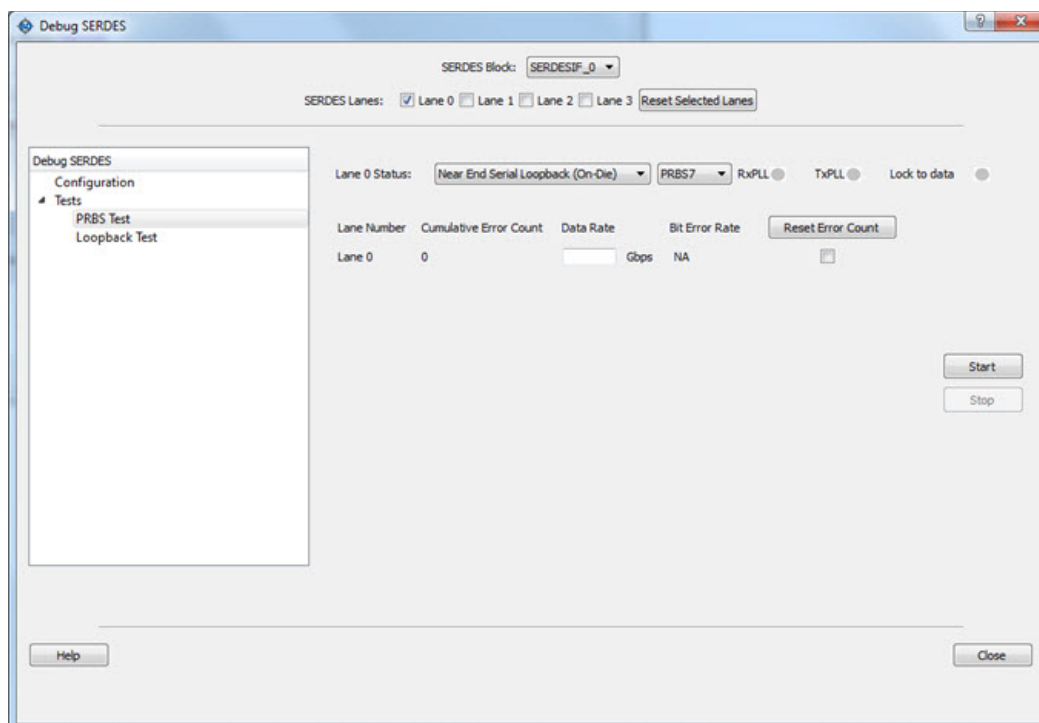 Debug SERDES
SERDES Block: SERDESIF_0
SERDES Lanes: Lane 0 Lane 1 Lane 2 Lane 3 Reset Selected Lanes
Debug SERDES
Configuration
Tests
PRBS Test
Loopback Test
Lane 0 Status: Near End Serial Loopback (On-Die) PRBS7 RxPLL TxPLL Lock to data
Lane Number Cumulative Error Count Data Rate Bit Error Rate Reset Error Count
Lane 0 0 Gbps NA
Start
Stop
Help
Close